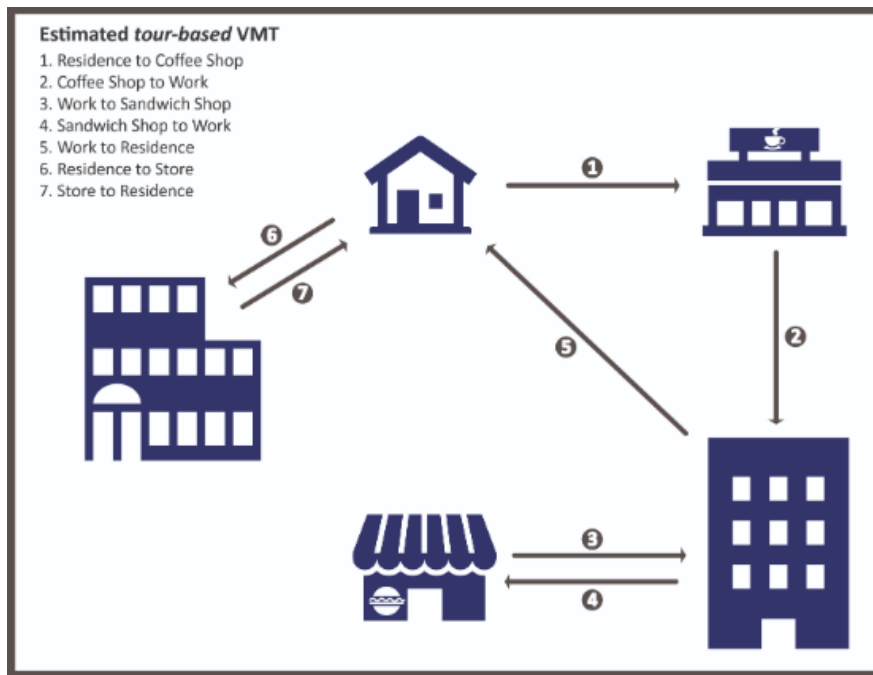 Estimated tour-based VMT
1. Residence to Coffee Shop
2. Coffee Shop to Work
3. Work to Sandwich Shop
4. Sandwich Shop to Work
5. Work to Residence
6. Residence to Store
7. Store to Residence
1
6
7
5
2
3
4